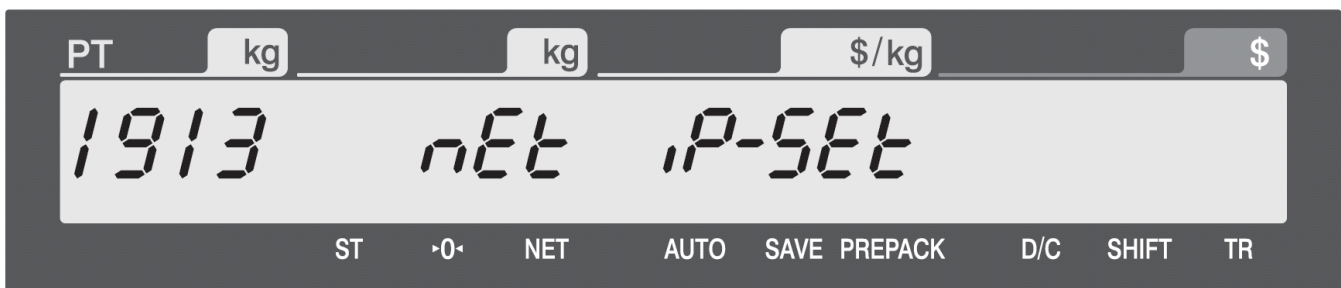 PT kg kg $/kg $
1913 nEt iP-SEt
ST ►0◄ NET AUTO SAVE PREPACK D/C SHIFT TR